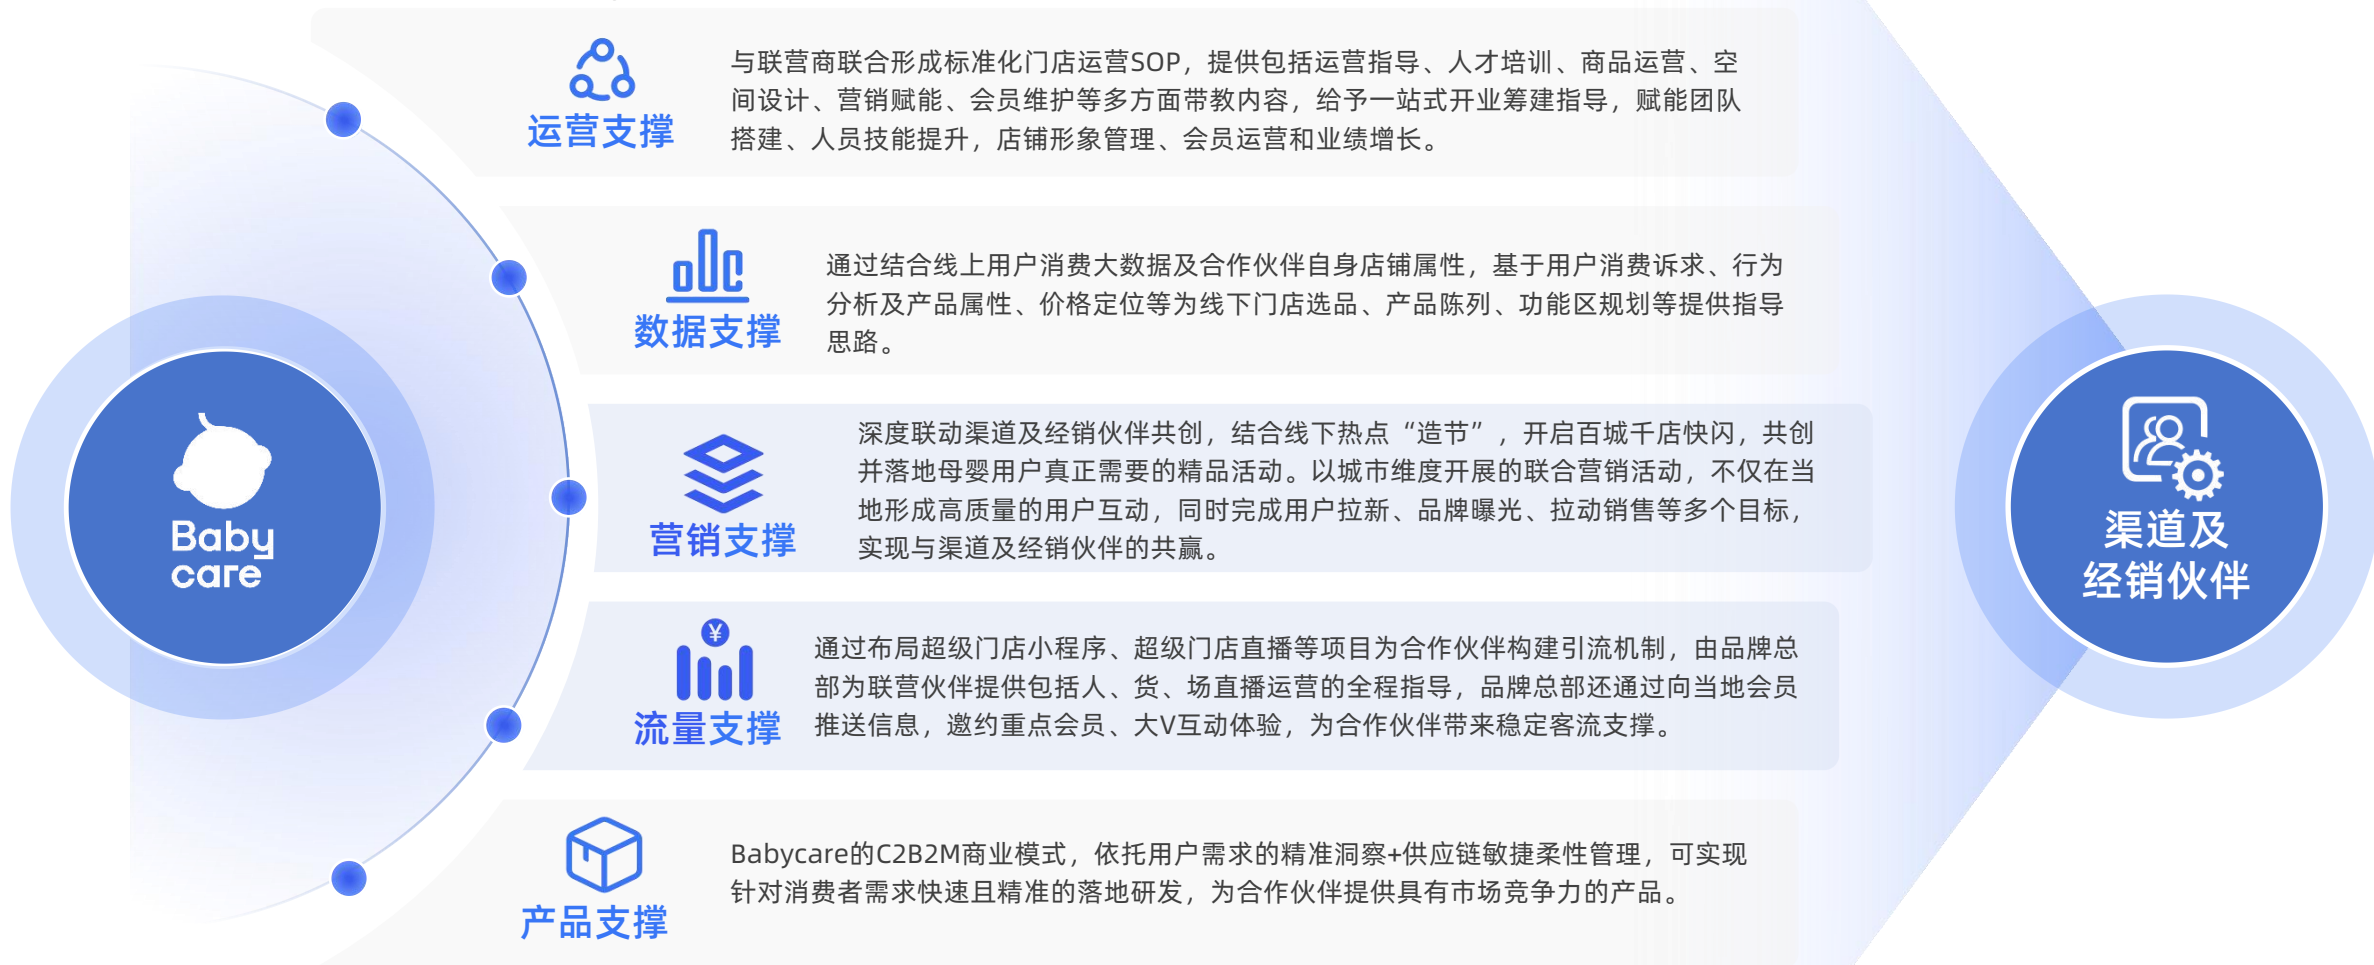 Baby
care
运营支撑
与联营商联合形成标准化门店运营SOP，提供包括运营指导、人才培训、商品运营、空
间设计、营销赋能、会员维护等多方面带教内容，给予一站式开业筹建指导，赋能团队
搭建、人员技能提升，店铺形象管理、会员运营和业绩增长。
数据支撑
通过结合线上用户消费大数据及合作伙伴自身店铺属性，基于用户消费诉求、行为
分析及产品属性、价格定位等为线下门店选品、产品陈列、功能区规划等提供指导
思路。
营销支撑
深度联动渠道及经销伙伴共创，结合线下热点“造节”，开启百城千店快闪，共创
并落地母婴用户真正需要的精品活动。以城市维度开展的联合营销活动，不仅在当
地形成高质量的用户互动，同时完成用户拉新、品牌曝光、拉动销售等多个目标，
实现与渠道及经销伙伴的共赢。
¥
流量支撑
通过布局超级门店小程序、超级门店直播等项目为合作伙伴构建引流机制，由品牌总
部为联营伙伴提供包括人、货、场直播运营的全程指导，品牌总部还通过向当地会员
推送信息，邀约重点会员、大V互动体验，为合作伙伴带来稳定客流支撑。
产品支撑
Babycare的C2B2M商业模式，依托用户需求的精准洞察+供应链敏捷柔性管理，可实现
针对消费者需求快速且精准的落地研发，为合作伙伴提供具有市场竞争力的产品。
渠道及
经销伙伴